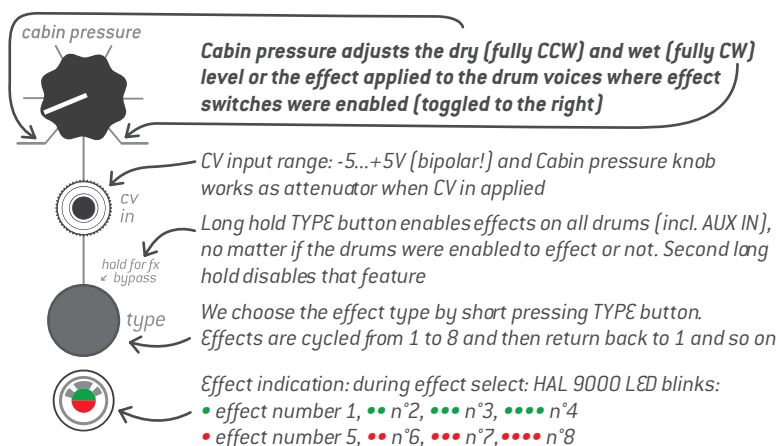 cabin pressure
Cabin pressure adjusts the dry (fully CCW) and wet (fully CW)
level or the effect applied to the drum voices where effect
switches were enabled (toggled to the right)
CV input range: -5...+5V (bipolar!) and Cabin pressure knob
works as attenuator when CV in applied
cv
in
Long hold TYPE button enables effects on all drums (incl. AUX IN),
no matter if the drums were enabled to effect or not. Second long
hold disables that feature
hold for fx
↙ bypass
type
We choose the effect type by short pressing TYPE button.
Effects are cycled from 1 to 8 and then return back to 1 and so on
Effect indication: during effect select: HAL 9000 LED blinks:
• effect number 1, •• n°2, ••• n°3, •••• n°4
• effect number 5, •• n°6, ••• n°7, •••• n°8